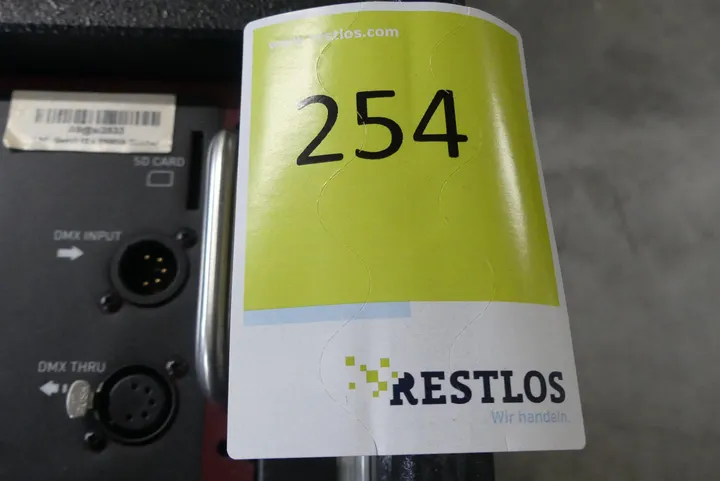 restlos.com
254
SD CARD
DMX INPUT
DMX THRU
RESTLOS
Wir handeln.